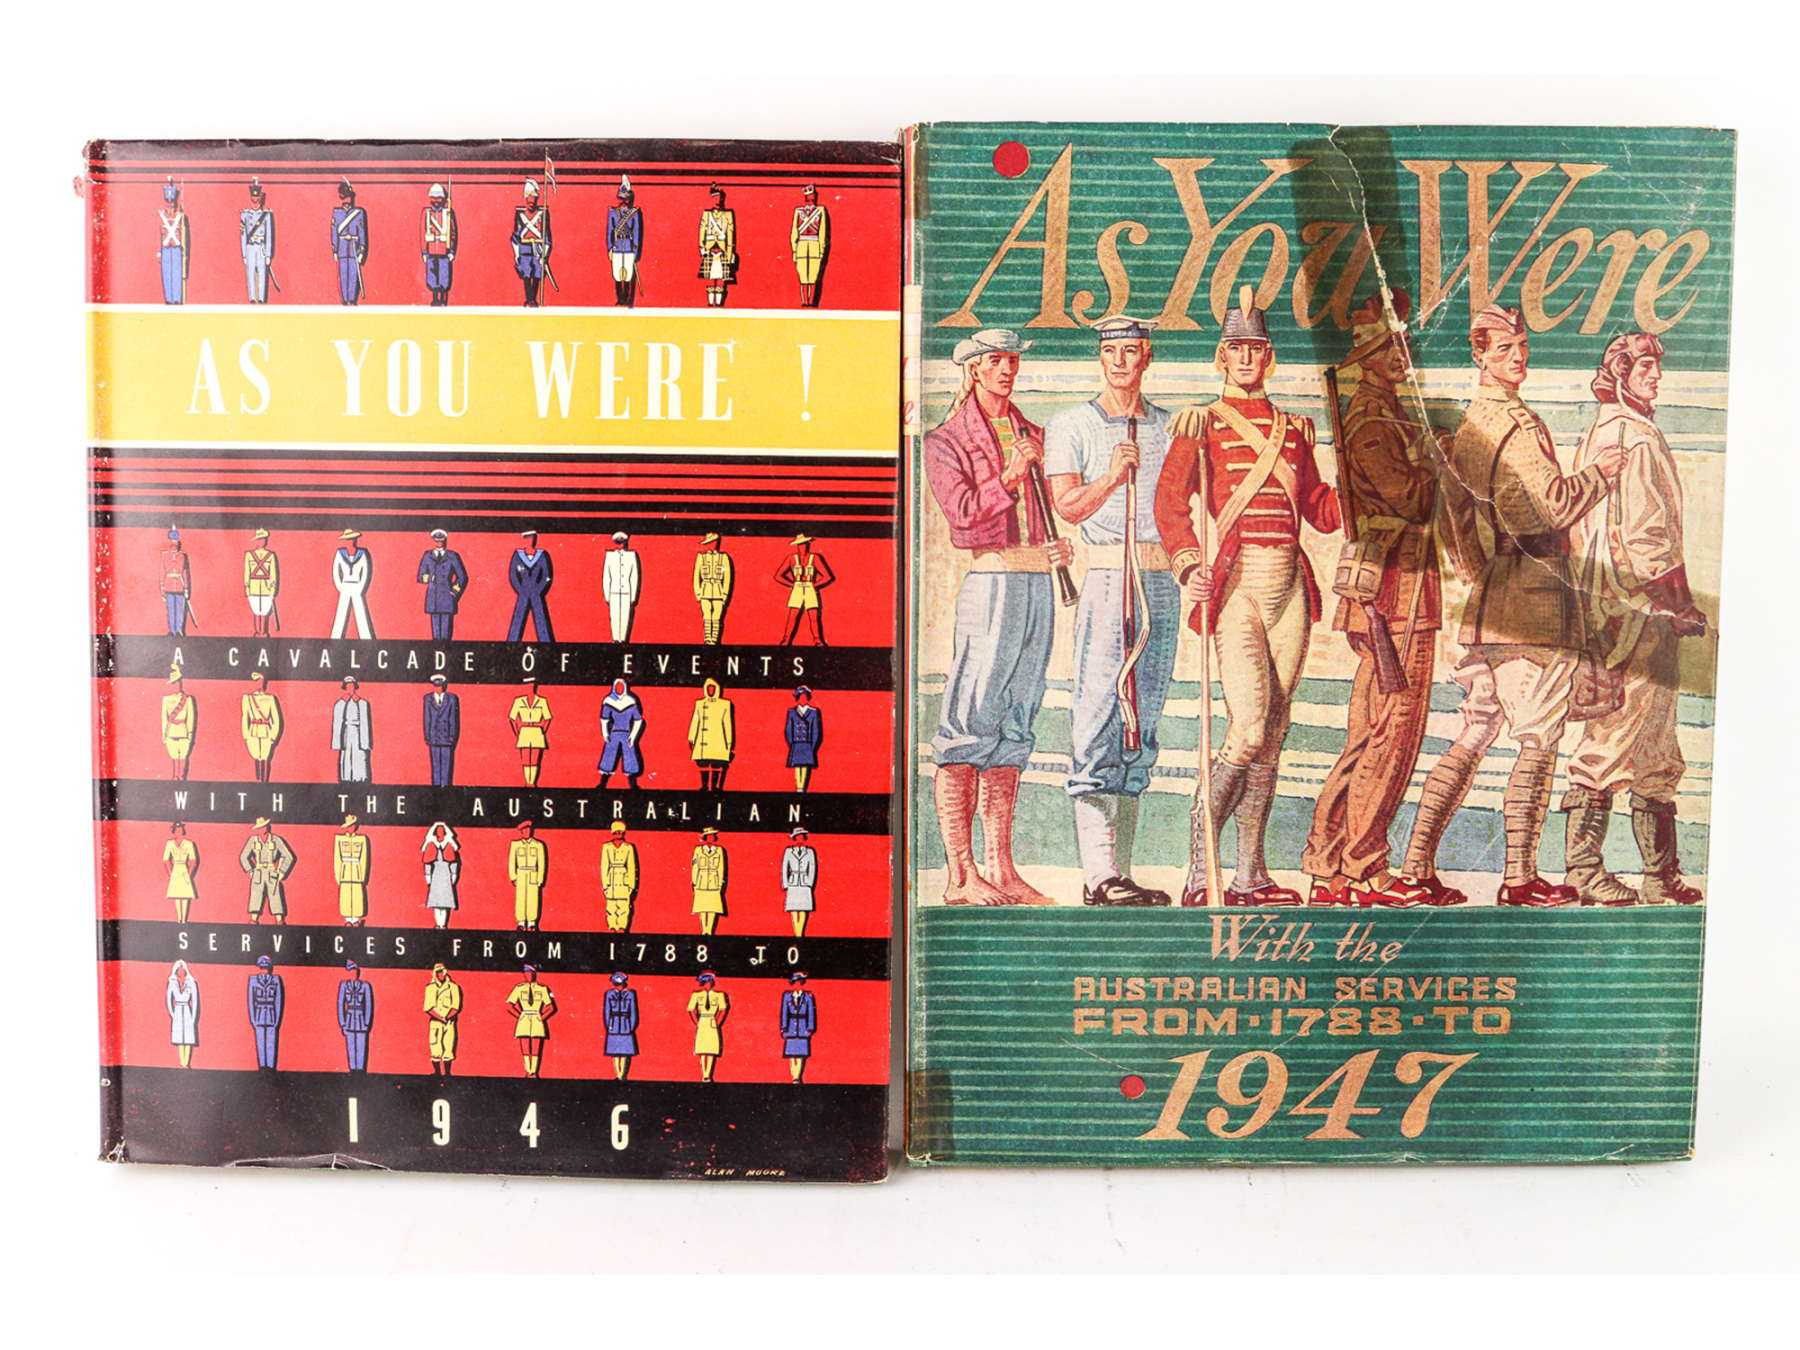 AS YOU WERE !
A CAVALCADE OF EVENTS
WITH THE AUSTRALIAN
SERVICES FROM 1788 TO
1946
ALAN MOORE
As You Were
With the
AUSTRALIAN SERVICES
FROM·1788·TO
1947